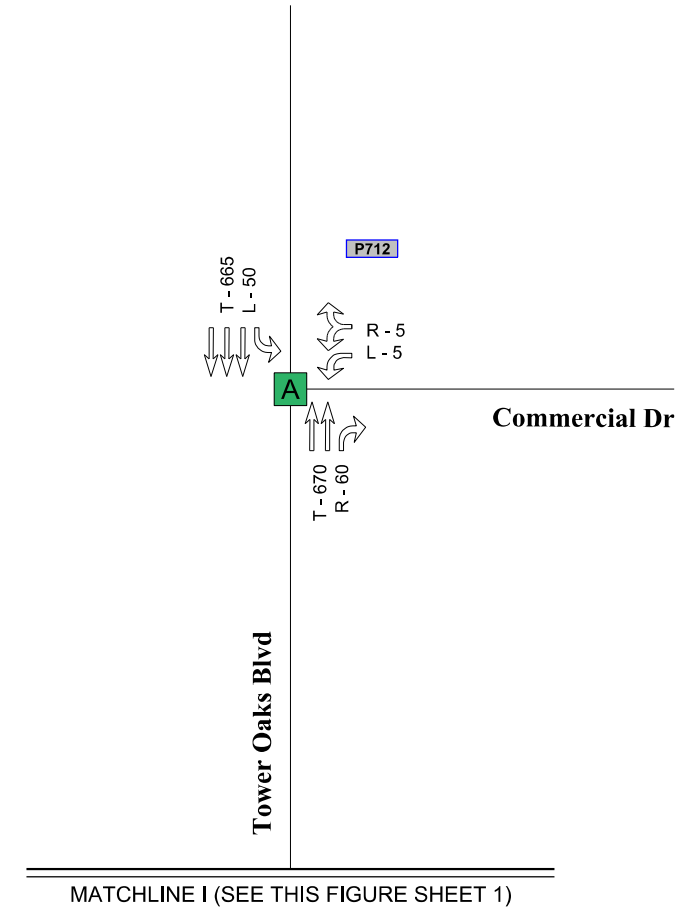 P712
T - 665
L - 50
R - 5
L - 5
A
Commercial Dr
T - 670
R - 60
Tower Oaks Blvd
MATCHLINE I (SEE THIS FIGURE SHEET 1)